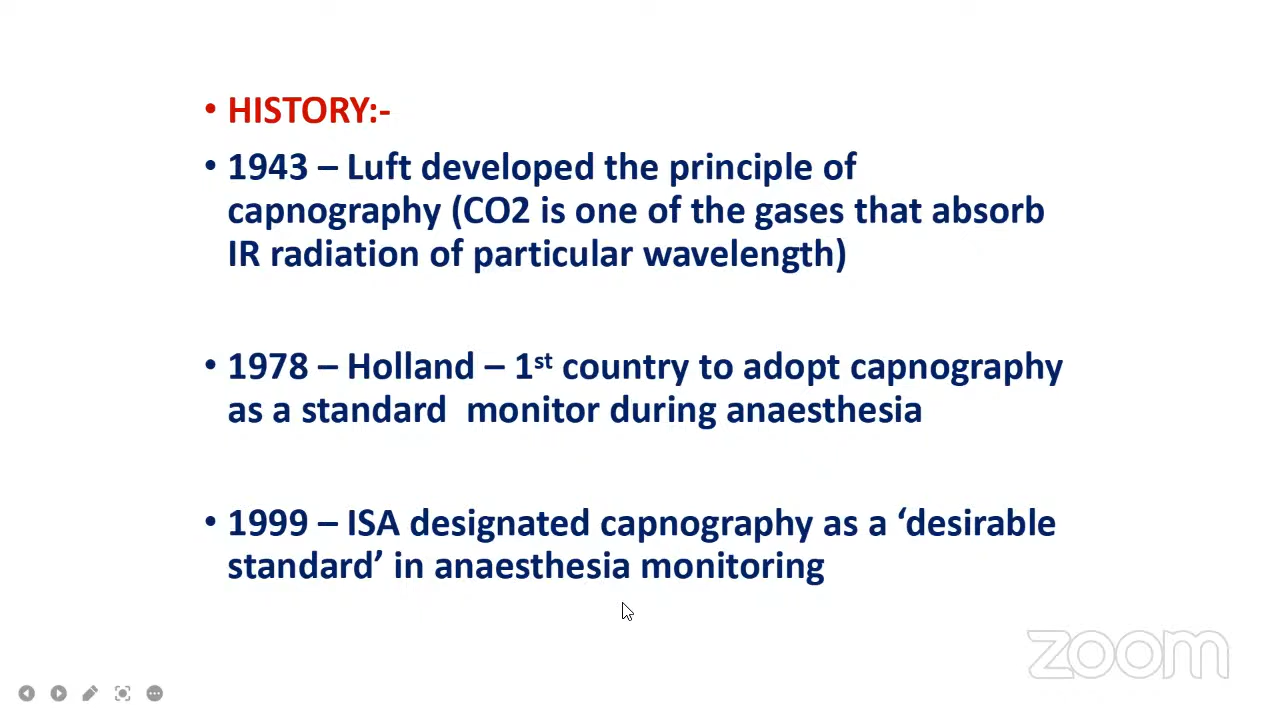 • HISTORY:-
• 1943 – Luft developed the principle of
capnography (CO2 is one of the gases that absorb
IR radiation of particular wavelength)
• 1978 – Holland – 1st country to adopt capnography
as a standard  monitor during anaesthesia
• 1999 – ISA designated capnography as a ‘desirable
standard’ in anaesthesia monitoring
zoom